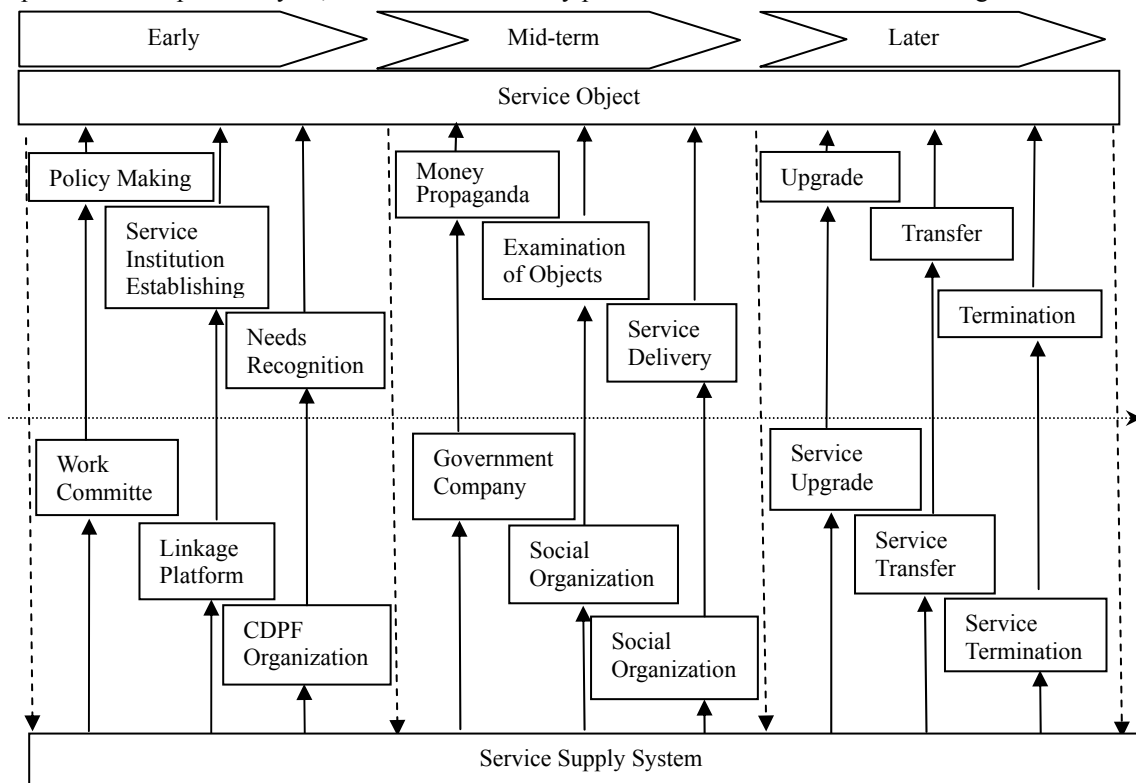 Early
Mid-term
Later
Service Object
Policy Making
Service
Institution
Establishing
Needs
Recognition
Money
Propaganda
Examination
of Objects
Service
Delivery
Upgrade
Transfer
Termination
Work
Committe
Linkage
Platform
CDPF
Organization
Government
Company
Social
Organization
Social
Organization
Service
Upgrade
Service
Transfer
Service
Termination
Service Supply System